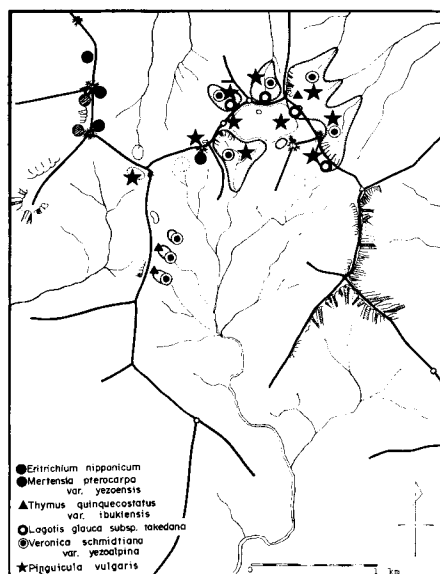 Eritrichium nipponicum
Mertensia pterocarpa
var. yezoensis
Thymus quinquecostatus
var. ibukiensis
Lagotis glauca subsp. takedana
Veronica schmidtiana
var. yezoalpina
Pinguicula vulgaris
0 1 km